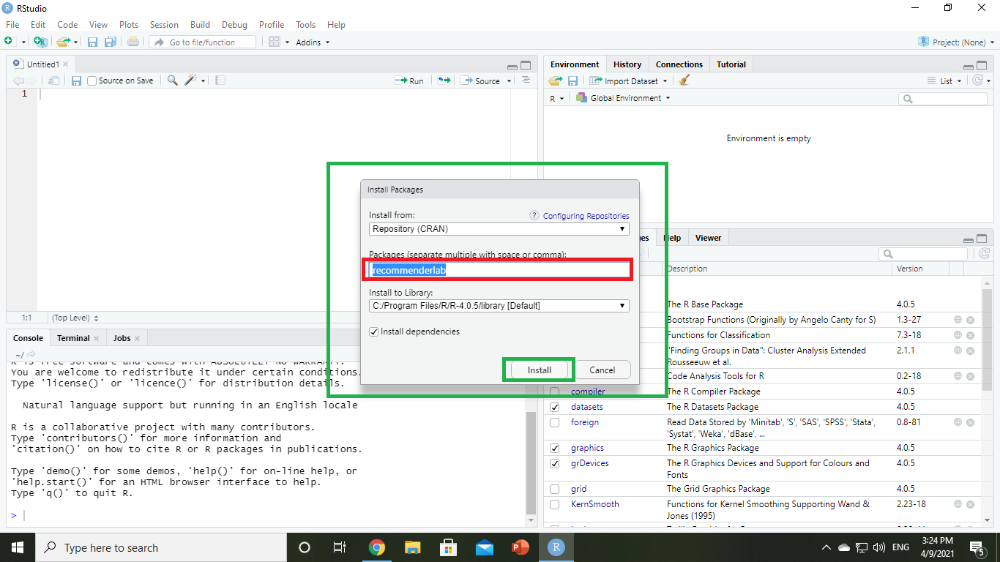 RStudio
File Edit Code View Plots Session Build Debug Profile Tools Help
Go to file/function Addins Project: (None)
Untitled1
Source on Save Run Source
1
1:1 (Top Level)
Environment History Connections Tutorial
Import Dataset List
R Global Environment
Environment is empty
Install Packages
Install from: ? Configuring Repositories
Repository (CRAN)
Packages (separate multiple with space or comma):
recommenderlab
Install to Library:
C:/Program Files/R/R-4.0.5/library [Default]
Install dependencies
Install Cancel
Help Viewer
Description Version
The R Base Package 4.0.5
Bootstrap Functions (Originally by Angelo Canty for S) 1.3-27
Functions for Classification 7.3-18
"Finding Groups in Data": Cluster Analysis Extended 2.1.1
Rousseeuw et al.
Code Analysis Tools for R 0.2-18
compiler The R Compiler Package 4.0.5
datasets The R Datasets Package 4.0.5
foreign Read Data Stored by 'Minitab', 'S', 'SAS', 'SPSS', 'Stata', 0.8-81
'Systat', 'Weka', 'dBase', ...
graphics The R Graphics Package 4.0.5
grDevices The R Graphics Devices and Support for Colours and 4.0.5
Fonts
grid The Grid Graphics Package 4.0.5
KernSmooth Functions for Kernel Smoothing Supporting Wand & 2.23-18
Jones (1995)
Console Terminal Jobs
~/
R is free software and comes with ABSOLUTELY NO WARRANTY.
You are welcome to redistribute it under certain conditions.
Type 'license()' or 'licence()' for distribution details.
Natural language support but running in an English locale
R is a collaborative project with many contributors.
Type 'contributors()' for more information and
'citation()' on how to cite R or R packages in publications.
Type 'demo()' for some demos, 'help()' for on-line help, or
'help.start()' for an HTML browser interface to help.
Type 'q()' to quit R.
>
Type here to search
ENG
3:24 PM
4/9/2021
5